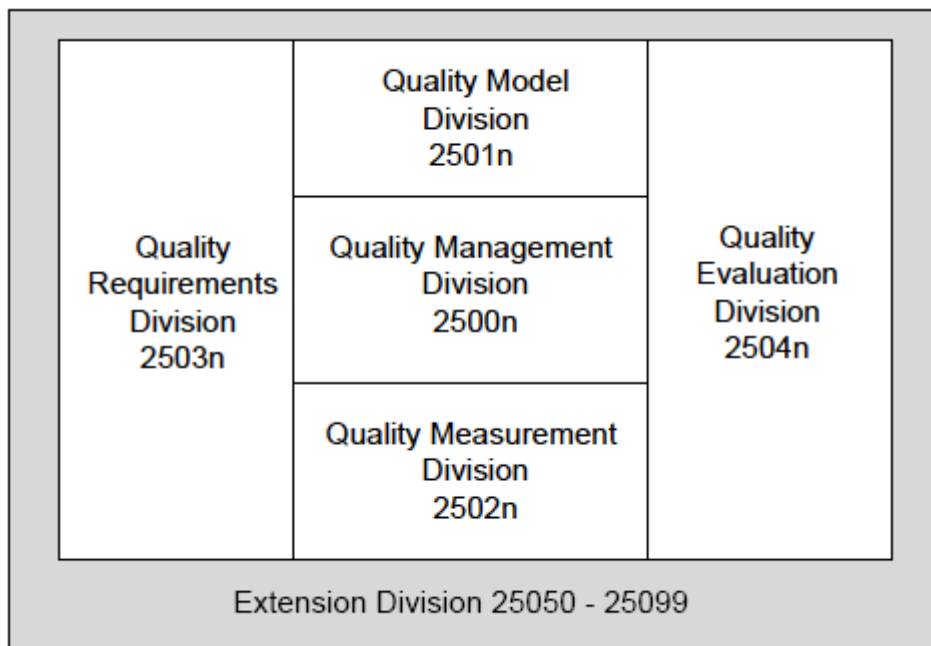 Quality Model
Division
2501n
Quality
Requirements
Division
2503n
Quality Management
Division
2500n
Quality
Evaluation
Division
2504n
Quality Measurement
Division
2502n
Extension Division 25050 - 25099